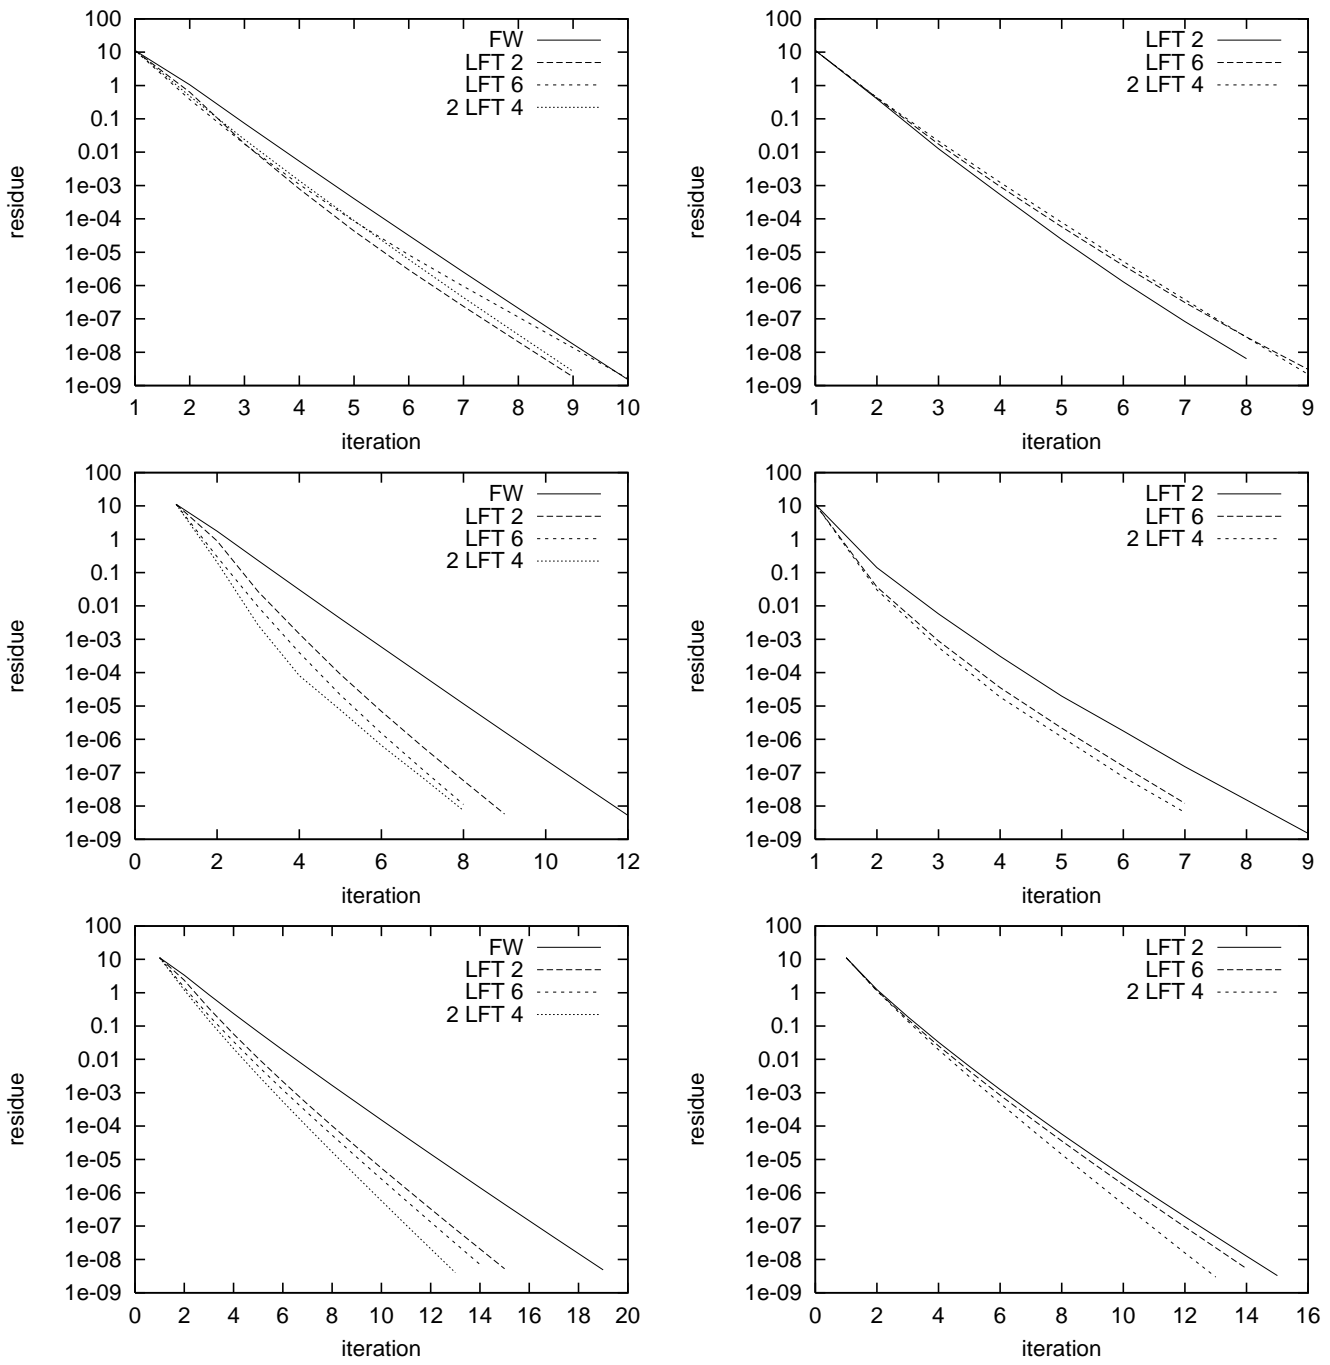 100
10
1
0.1
0.01
1e-03
1e-04
1e-05
1e-06
1e-07
1e-08
1e-09
residue
FW
LFT 2
LFT 6
2 LFT 4
1 2 3 4 5 6 7 8 9 10
iteration
100
10
1
0.1
0.01
1e-03
1e-04
1e-05
1e-06
1e-07
1e-08
1e-09
residue
LFT 2
LFT 6
2 LFT 4
1 2 3 4 5 6 7 8 9
iteration
100
10
1
0.1
0.01
1e-03
1e-04
1e-05
1e-06
1e-07
1e-08
1e-09
residue
FW
LFT 2
LFT 6
2 LFT 4
0 2 4 6 8 10 12
iteration
100
10
1
0.1
0.01
1e-03
1e-04
1e-05
1e-06
1e-07
1e-08
1e-09
residue
LFT 2
LFT 6
2 LFT 4
1 2 3 4 5 6 7 8 9
iteration
100
10
1
0.1
0.01
1e-03
1e-04
1e-05
1e-06
1e-07
1e-08
1e-09
residue
FW
LFT 2
LFT 6
2 LFT 4
0 2 4 6 8 10 12 14 16 18 20
iteration
100
10
1
0.1
0.01
1e-03
1e-04
1e-05
1e-06
1e-07
1e-08
1e-09
residue
LFT 2
LFT 6
2 LFT 4
0 2 4 6 8 10 12 14 16
iteration